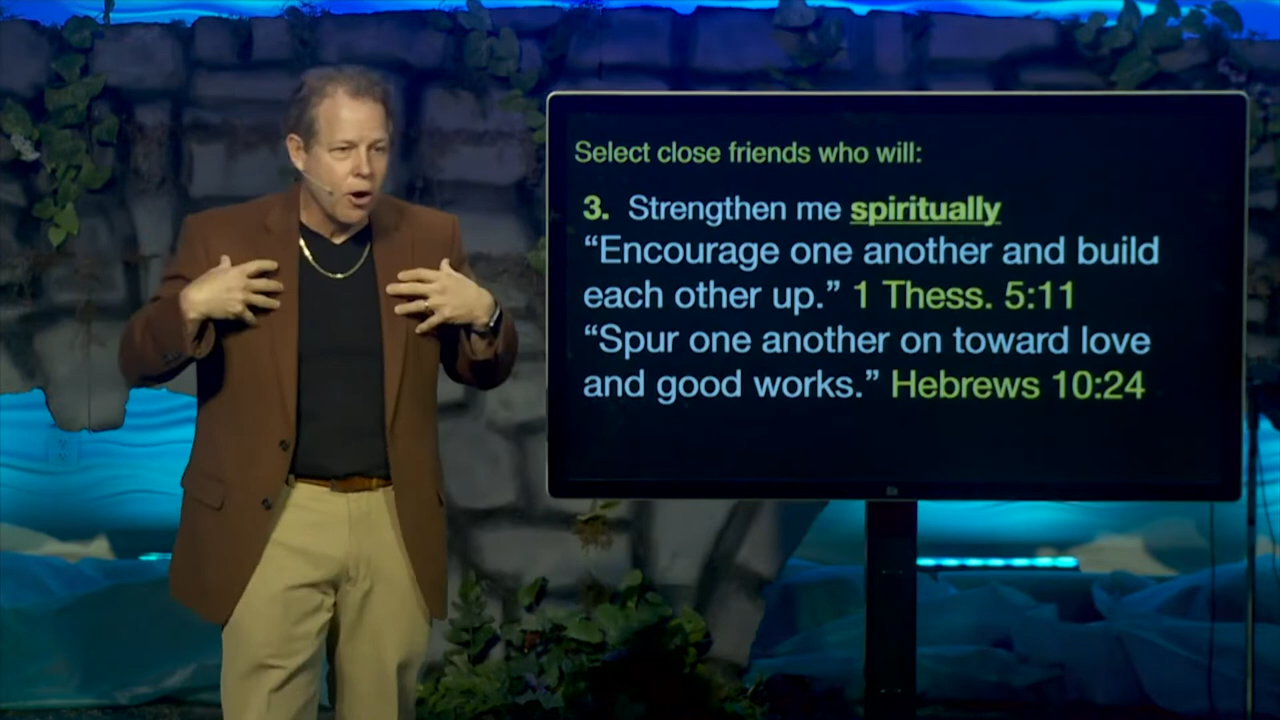 Select close friends who will:
3. Strengthen me spiritually
“Encourage one another and build
each other up.” 1 Thess. 5:11
“Spur one another on toward love
and good works.” Hebrews 10:24